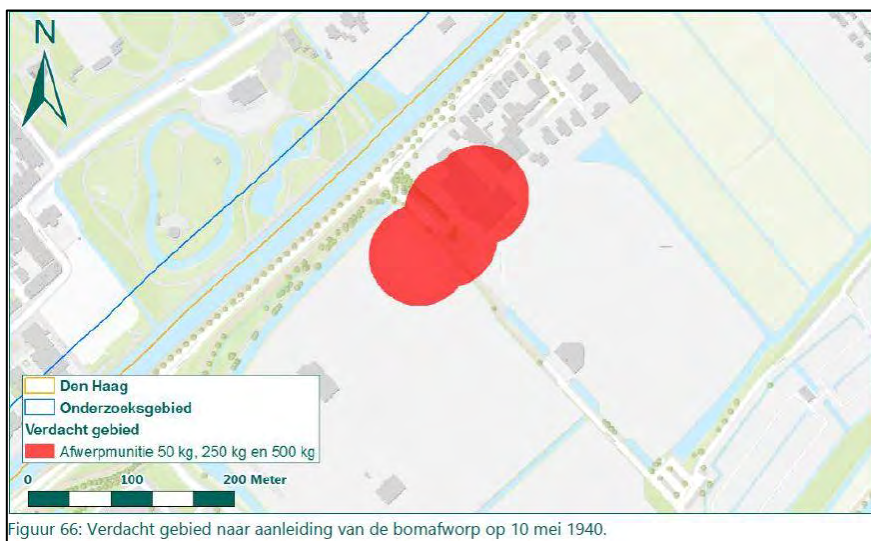 N
Den Haag
Onderzoeksgebied
Verdacht gebied
Afwerpmunitie 50 kg, 250 kg en 500 kg
0 100 200 Meter
Figuur 66: Verdacht gebied naar aanleiding van de bomafworp op 10 mei 1940.